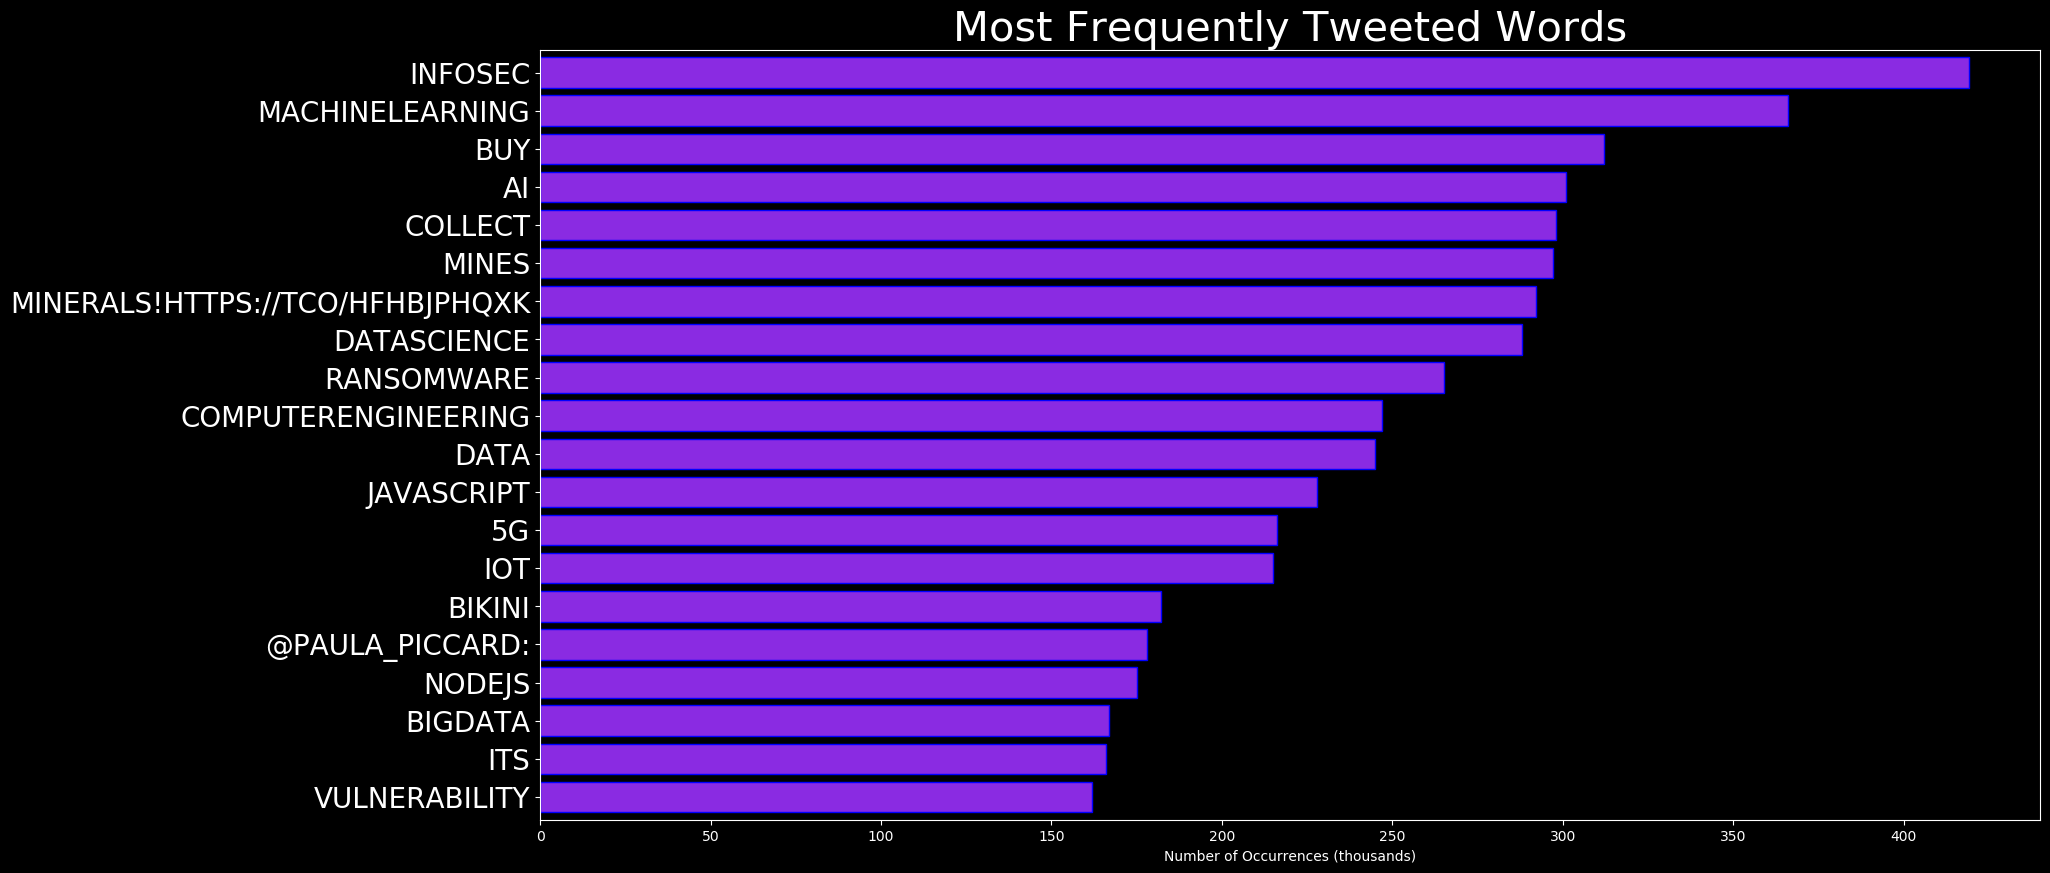 Most Frequently Tweeted Words
INFOSEC
MACHINELEARNING
BUY
AI
COLLECT
MINES
MINERALS!HTTPS://TCO/HFHBJPHQXK
DATASCIENCE
RANSOMWARE
COMPUTERENGINEERING
DATA
JAVASCRIPT
5G
IOT
BIKINI
@PAULA_PICCARD:
NODEJS
BIGDATA
ITS
VULNERABILITY
0 50 100 150 200 250 300 350 400
Number of Occurrences (thousands)